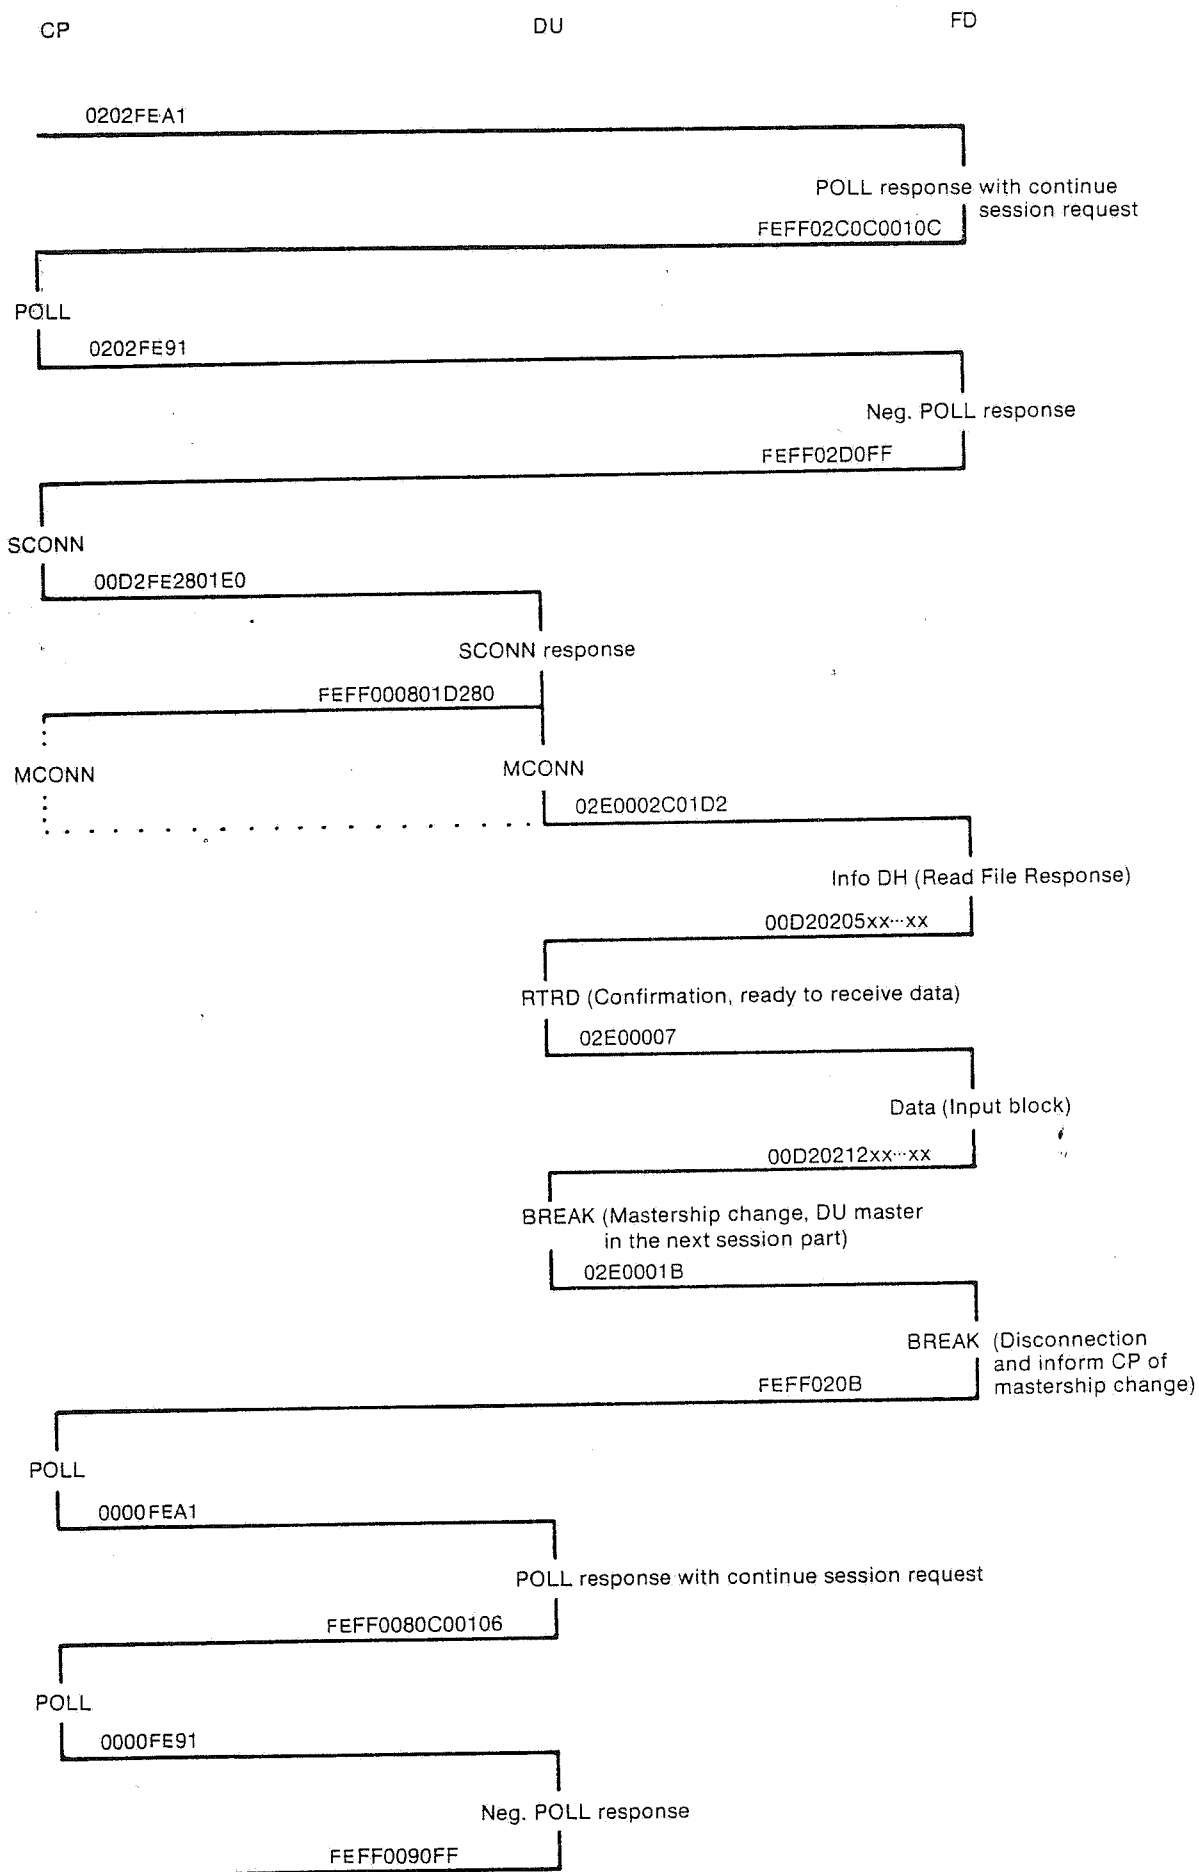 CP DU FD
0202FEA1
POLL response with continue
session request
FEFF02C0C0010C
POLL
0202FE91
Neg. POLL response
FEFF02D0FF
SCONN
00D2FE2801E0
SCONN response
FEFF000801D280
MCONN MCONN
02E0002C01D2
Info DH (Read File Response)
00D20205xx···xx
RTRD (Confirmation, ready to receive data)
02E00007
Data (Input block)
00D20212xx···xx
BREAK (Mastership change, DU master
in the next session part)
02E0001B
BREAK (Disconnection
and inform CP of
mastership change)
FEFF020B
POLL
0000FEA1
POLL response with continue session request
FEFF0080C00106
POLL
0000FE91
Neg. POLL response
FEFF0090FF